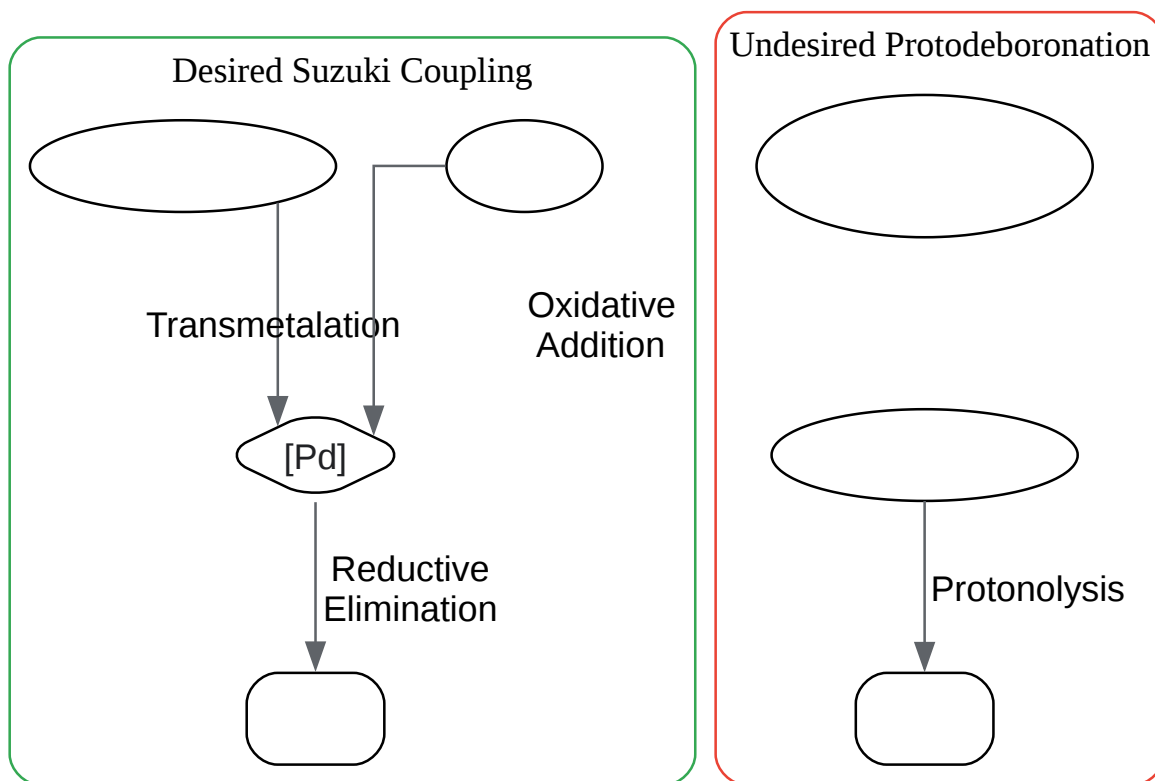 Desired Suzuki Coupling
Undesired Protodeboronation
Transmetalation
Oxidative
Addition
[Pd]
Reductive
Elimination
Protonolysis